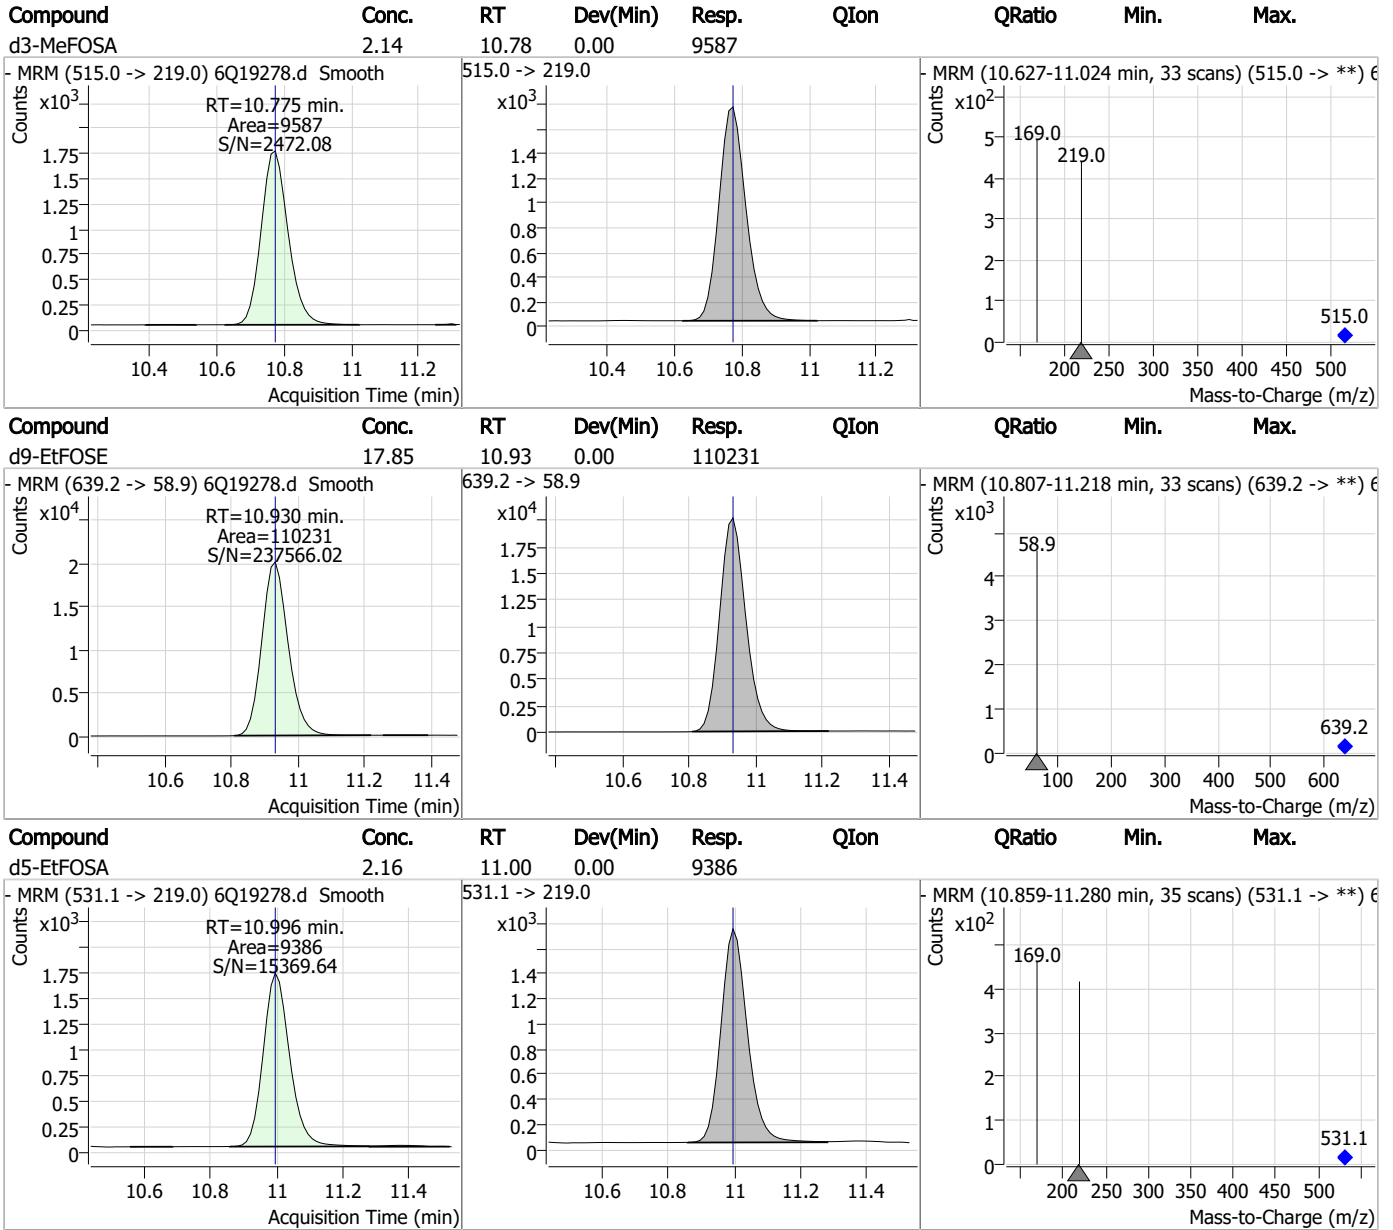 Compound Conc. RT Dev(Min) Resp. QIon QRatio Min. Max.
d3-MeFOSA 2.14 10.78 0.00 9587
- MRM (515.0 -> 219.0) 6Q19278.d Smooth
515.0 -> 219.0
- MRM (10.627-11.024 min, 33 scans) (515.0 -> **) 6
Counts
x10³
RT=10.775 min.
Area=9587
S/N=2472.08
1.75
1.5
1.25
1
0.75
0.5
0.25
0
10.4 10.6 10.8 11 11.2
Acquisition Time (min)
x10³
1.4
1.2
1
0.8
0.6
0.4
0.2
0
10.4 10.6 10.8 11 11.2
Counts
x10²
169.0
219.0
515.0
5
4
3
2
1
0
200 250 300 350 400 450 500
Mass-to-Charge (m/z)
Compound Conc. RT Dev(Min) Resp. QIon QRatio Min. Max.
d9-EtFOSE 17.85 10.93 0.00 110231
- MRM (639.2 -> 58.9) 6Q19278.d Smooth
639.2 -> 58.9
- MRM (10.807-11.218 min, 33 scans) (639.2 -> **) 6
Counts
x10⁴
RT=10.930 min.
Area=110231
S/N=237566.02
2
1.5
1
0.5
0
10.6 10.8 11 11.2 11.4
Acquisition Time (min)
x10⁴
1.75
1.5
1.25
1
0.75
0.5
0.25
0
10.6 10.8 11 11.2 11.4
Counts
x10³
58.9
639.2
4
3
2
1
0
100 200 300 400 500 600
Mass-to-Charge (m/z)
Compound Conc. RT Dev(Min) Resp. QIon QRatio Min. Max.
d5-EtFOSA 2.16 11.00 0.00 9386
- MRM (531.1 -> 219.0) 6Q19278.d Smooth
531.1 -> 219.0
- MRM (10.859-11.280 min, 35 scans) (531.1 -> **) 6
Counts
x10³
RT=10.996 min.
Area=9386
S/N=15369.64
1.75
1.5
1.25
1
0.75
0.5
0.25
0
10.6 10.8 11 11.2 11.4
Acquisition Time (min)
x10³
1.4
1.2
1
0.8
0.6
0.4
0.2
0
10.6 10.8 11 11.2 11.4
Counts
x10²
169.0
531.1
4
3
2
1
0
200 250 300 350 400 450 500
Mass-to-Charge (m/z)